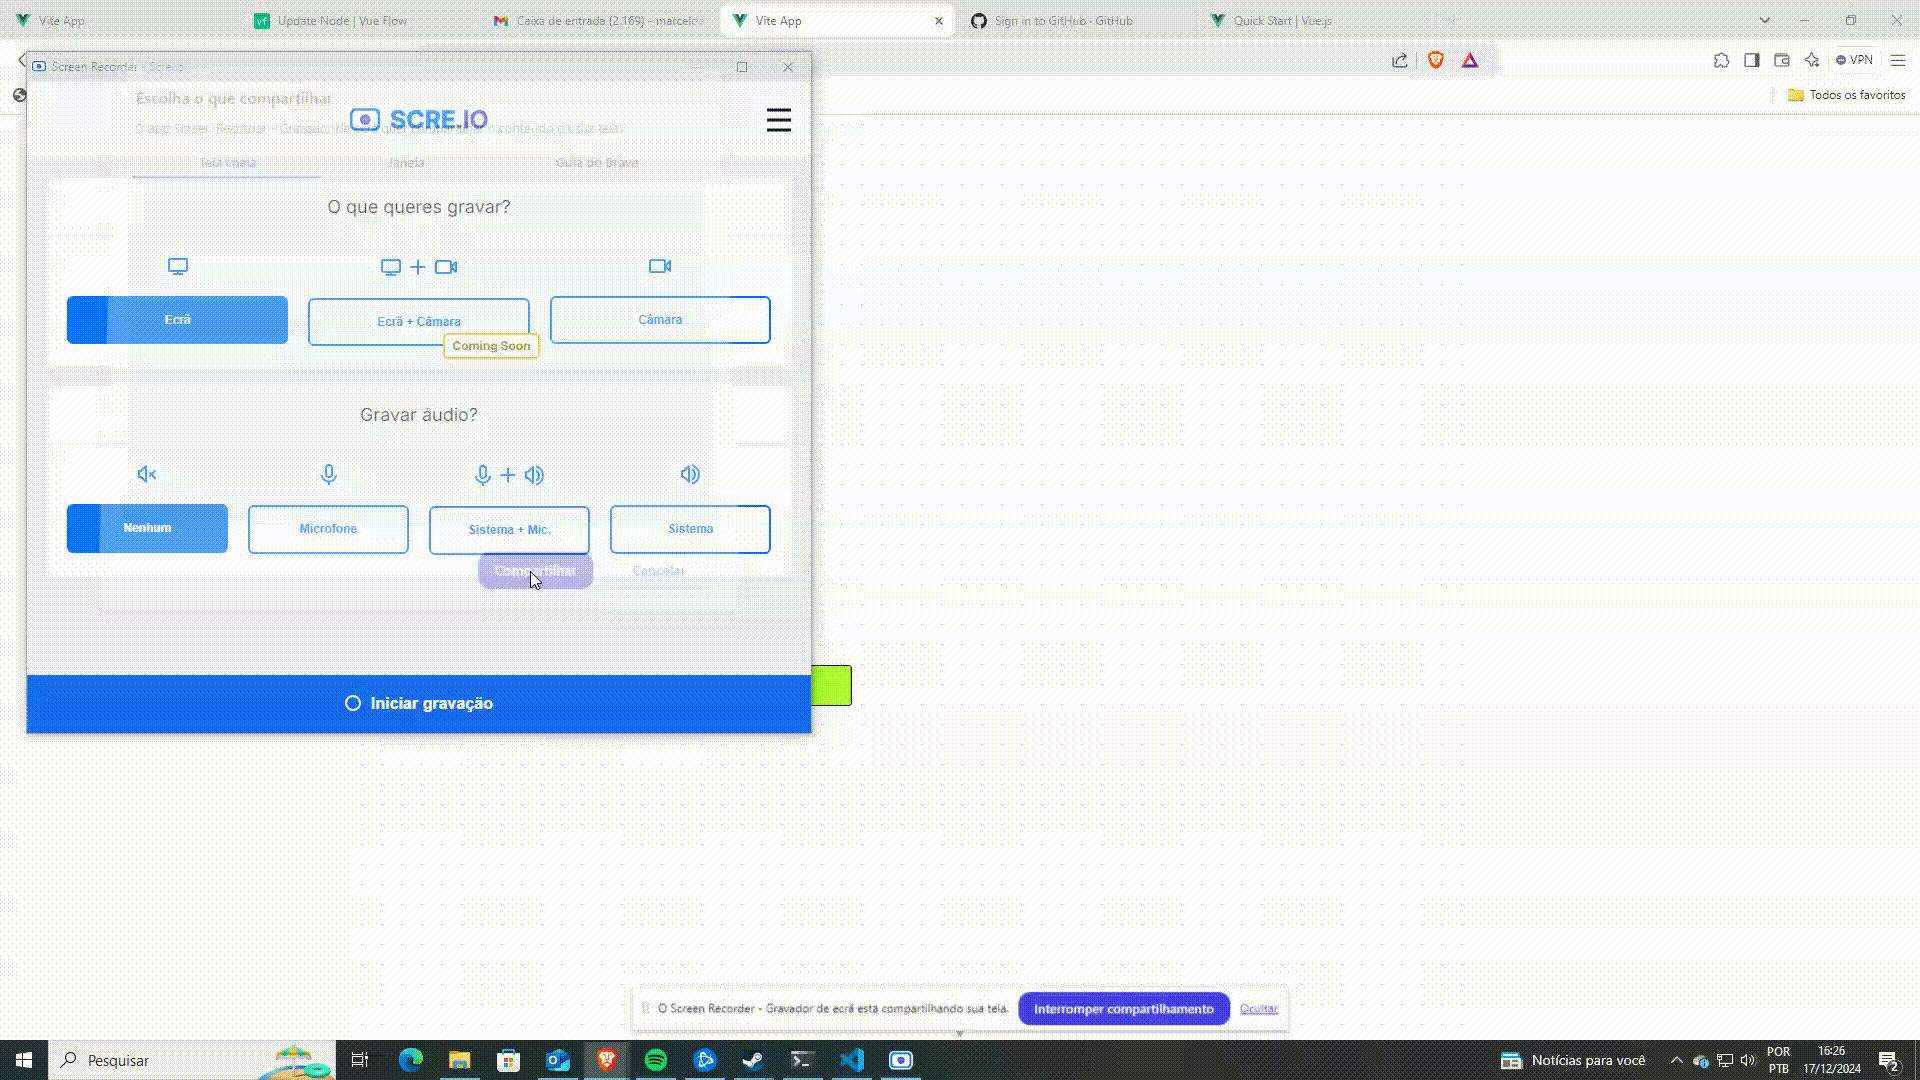 Vite App
Update Node | Vue Flow
Caixa de entrada (2.169) - marceloa
Vite App
Sign in to GitHub · GitHub
Quick Start | Vue.js
Screen Recorder - Scre.io
VPN
Todos os favoritos
Escolha o que compartilhar
SCRE.IO
Tela cheia
Janela
Guia do Brave
O que queres gravar?
Ecrã
Ecrã + Câmara
Câmara
Coming Soon
Gravar áudio?
Nenhum
Microfone
Sistema + Mic.
Sistema
Compartilhar
Cancelar
Iniciar gravação
O Screen Recorder - Gravador de ecrã está compartilhando sua tela.
Interromper compartilhamento
Ocultar
Pesquisar
Notícias para você
POR
PTB
16:26
17/12/2024
2